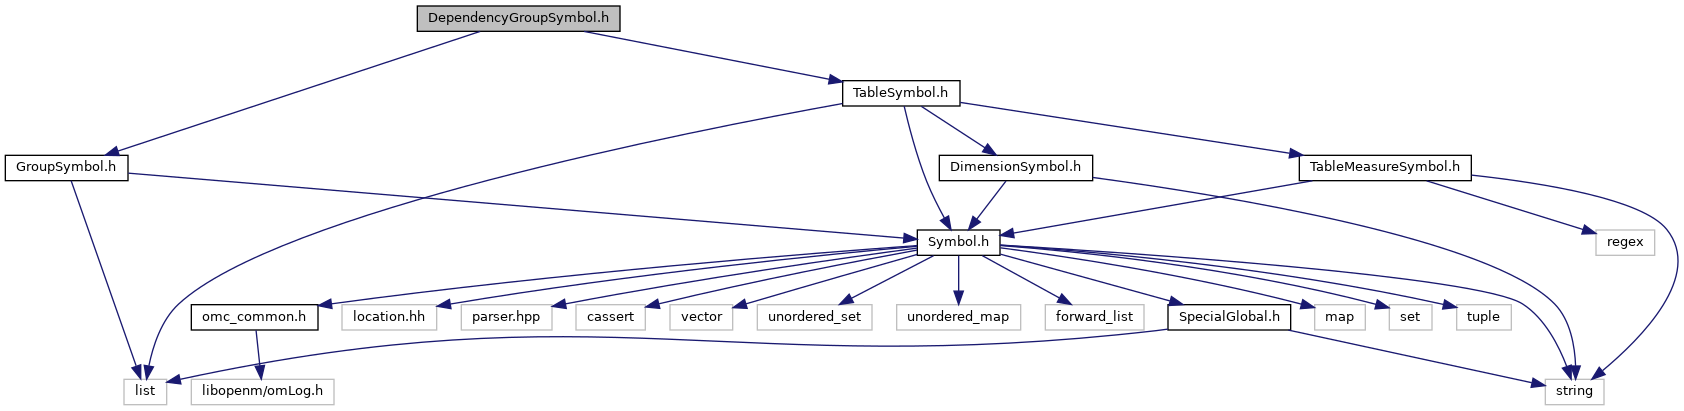 DependencyGroupSymbol.h
TableSymbol.h
GroupSymbol.h
DimensionSymbol.h
TableMeasureSymbol.h
Symbol.h
regex
omc_common.h
location.hh
parser.hpp
cassert
vector
unordered_set
unordered_map
forward_list
SpecialGlobal.h
map
set
tuple
list
libopenm/omLog.h
string